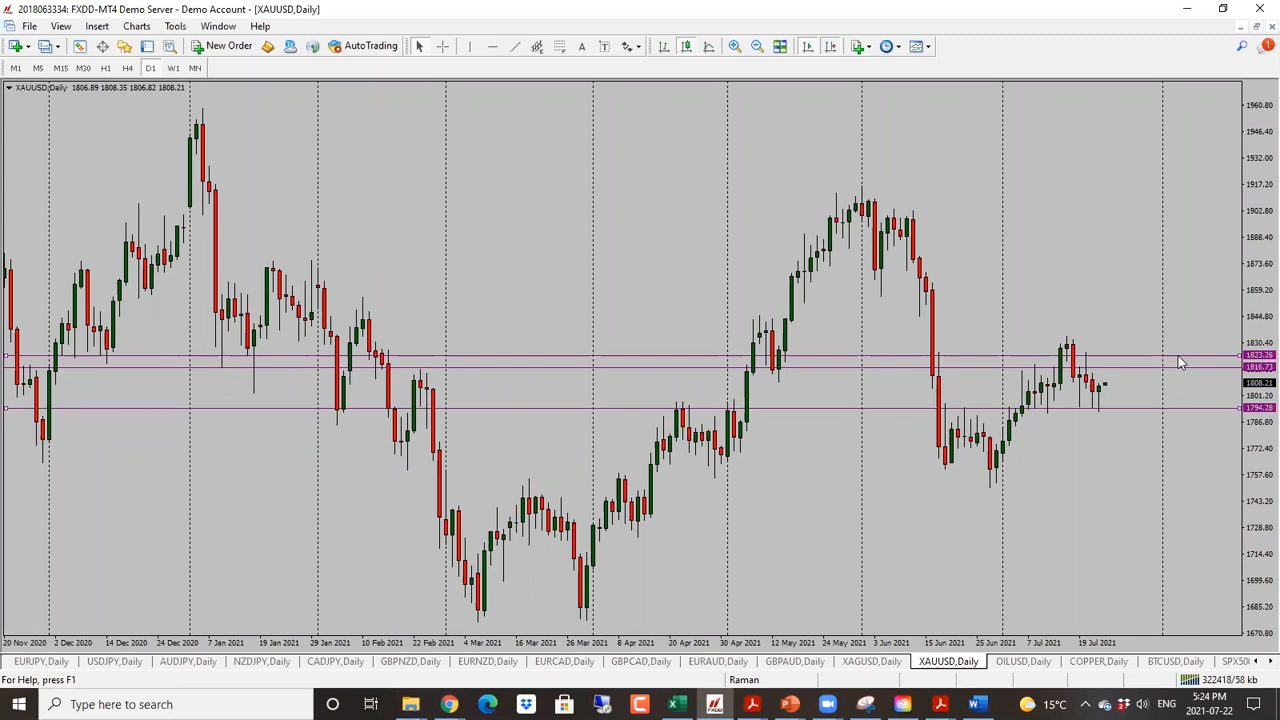 2018063334: FXDD-MT4 Demo Server - Demo Account - [XAUUSD,Daily]
File View Insert Charts Tools Window Help
New Order AutoTrading A T 1
M1 M5 M15 M30 H1 H4 D1 W1 MN
XAUUSD,Daily 1806.89 1808.35 1806.82 1808.21
1960.80
1946.40
1932.00
1917.20
1902.80
1888.40
1873.60
1859.20
1844.80
1830.40
1823.26
1816.73
1808.21
1801.20
1794.28
1786.80
1772.40
1757.60
1743.20
1728.80
1714.40
1699.60
1685.20
1670.80
20 Nov 2020 2 Dec 2020 14 Dec 2020 24 Dec 2020 7 Jan 2021 19 Jan 2021 29 Jan 2021 10 Feb 2021 22 Feb 2021 4 Mar 2021 16 Mar 2021 26 Mar 2021 8 Apr 2021 20 Apr 2021 30 Apr 2021 12 May 2021 24 May 2021 3 Jun 2021 15 Jun 2021 25 Jun 2021 7 Jul 2021 19 Jul 2021
EURJPY,Daily USDJPY,Daily AUDJPY,Daily NZDJPY,Daily CADJPY,Daily GBPNZD,Daily EURNZD,Daily EURCAD,Daily GBPCAD,Daily EURAUD,Daily GBPAUD,Daily XAGUSD,Daily XAUUSD,Daily OILUSD,Daily COPPER,Daily BTCUSD,Daily SPX50
For Help, press F1 Raman 322418/58 kb
Type here to search 15°C ENG 5:24 PM
2021-07-22